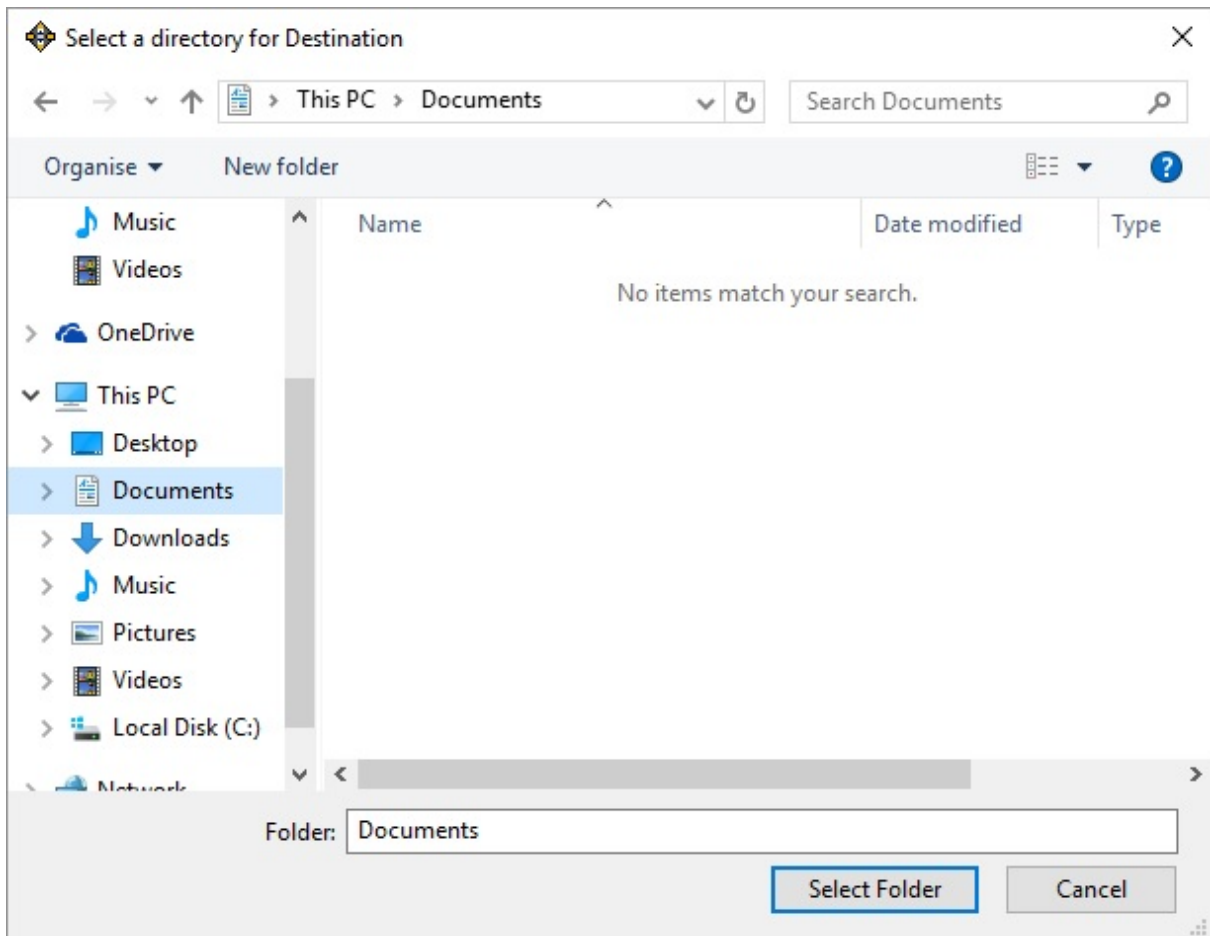 Select a directory for Destination
This PC > Documents
Search Documents
Organise
New folder
Music
Videos
OneDrive
This PC
Desktop
Documents
Downloads
Music
Pictures
Videos
Local Disk (C:)
Network
Name
Date modified
Type
No items match your search.
Folder: Documents
Select Folder
Cancel